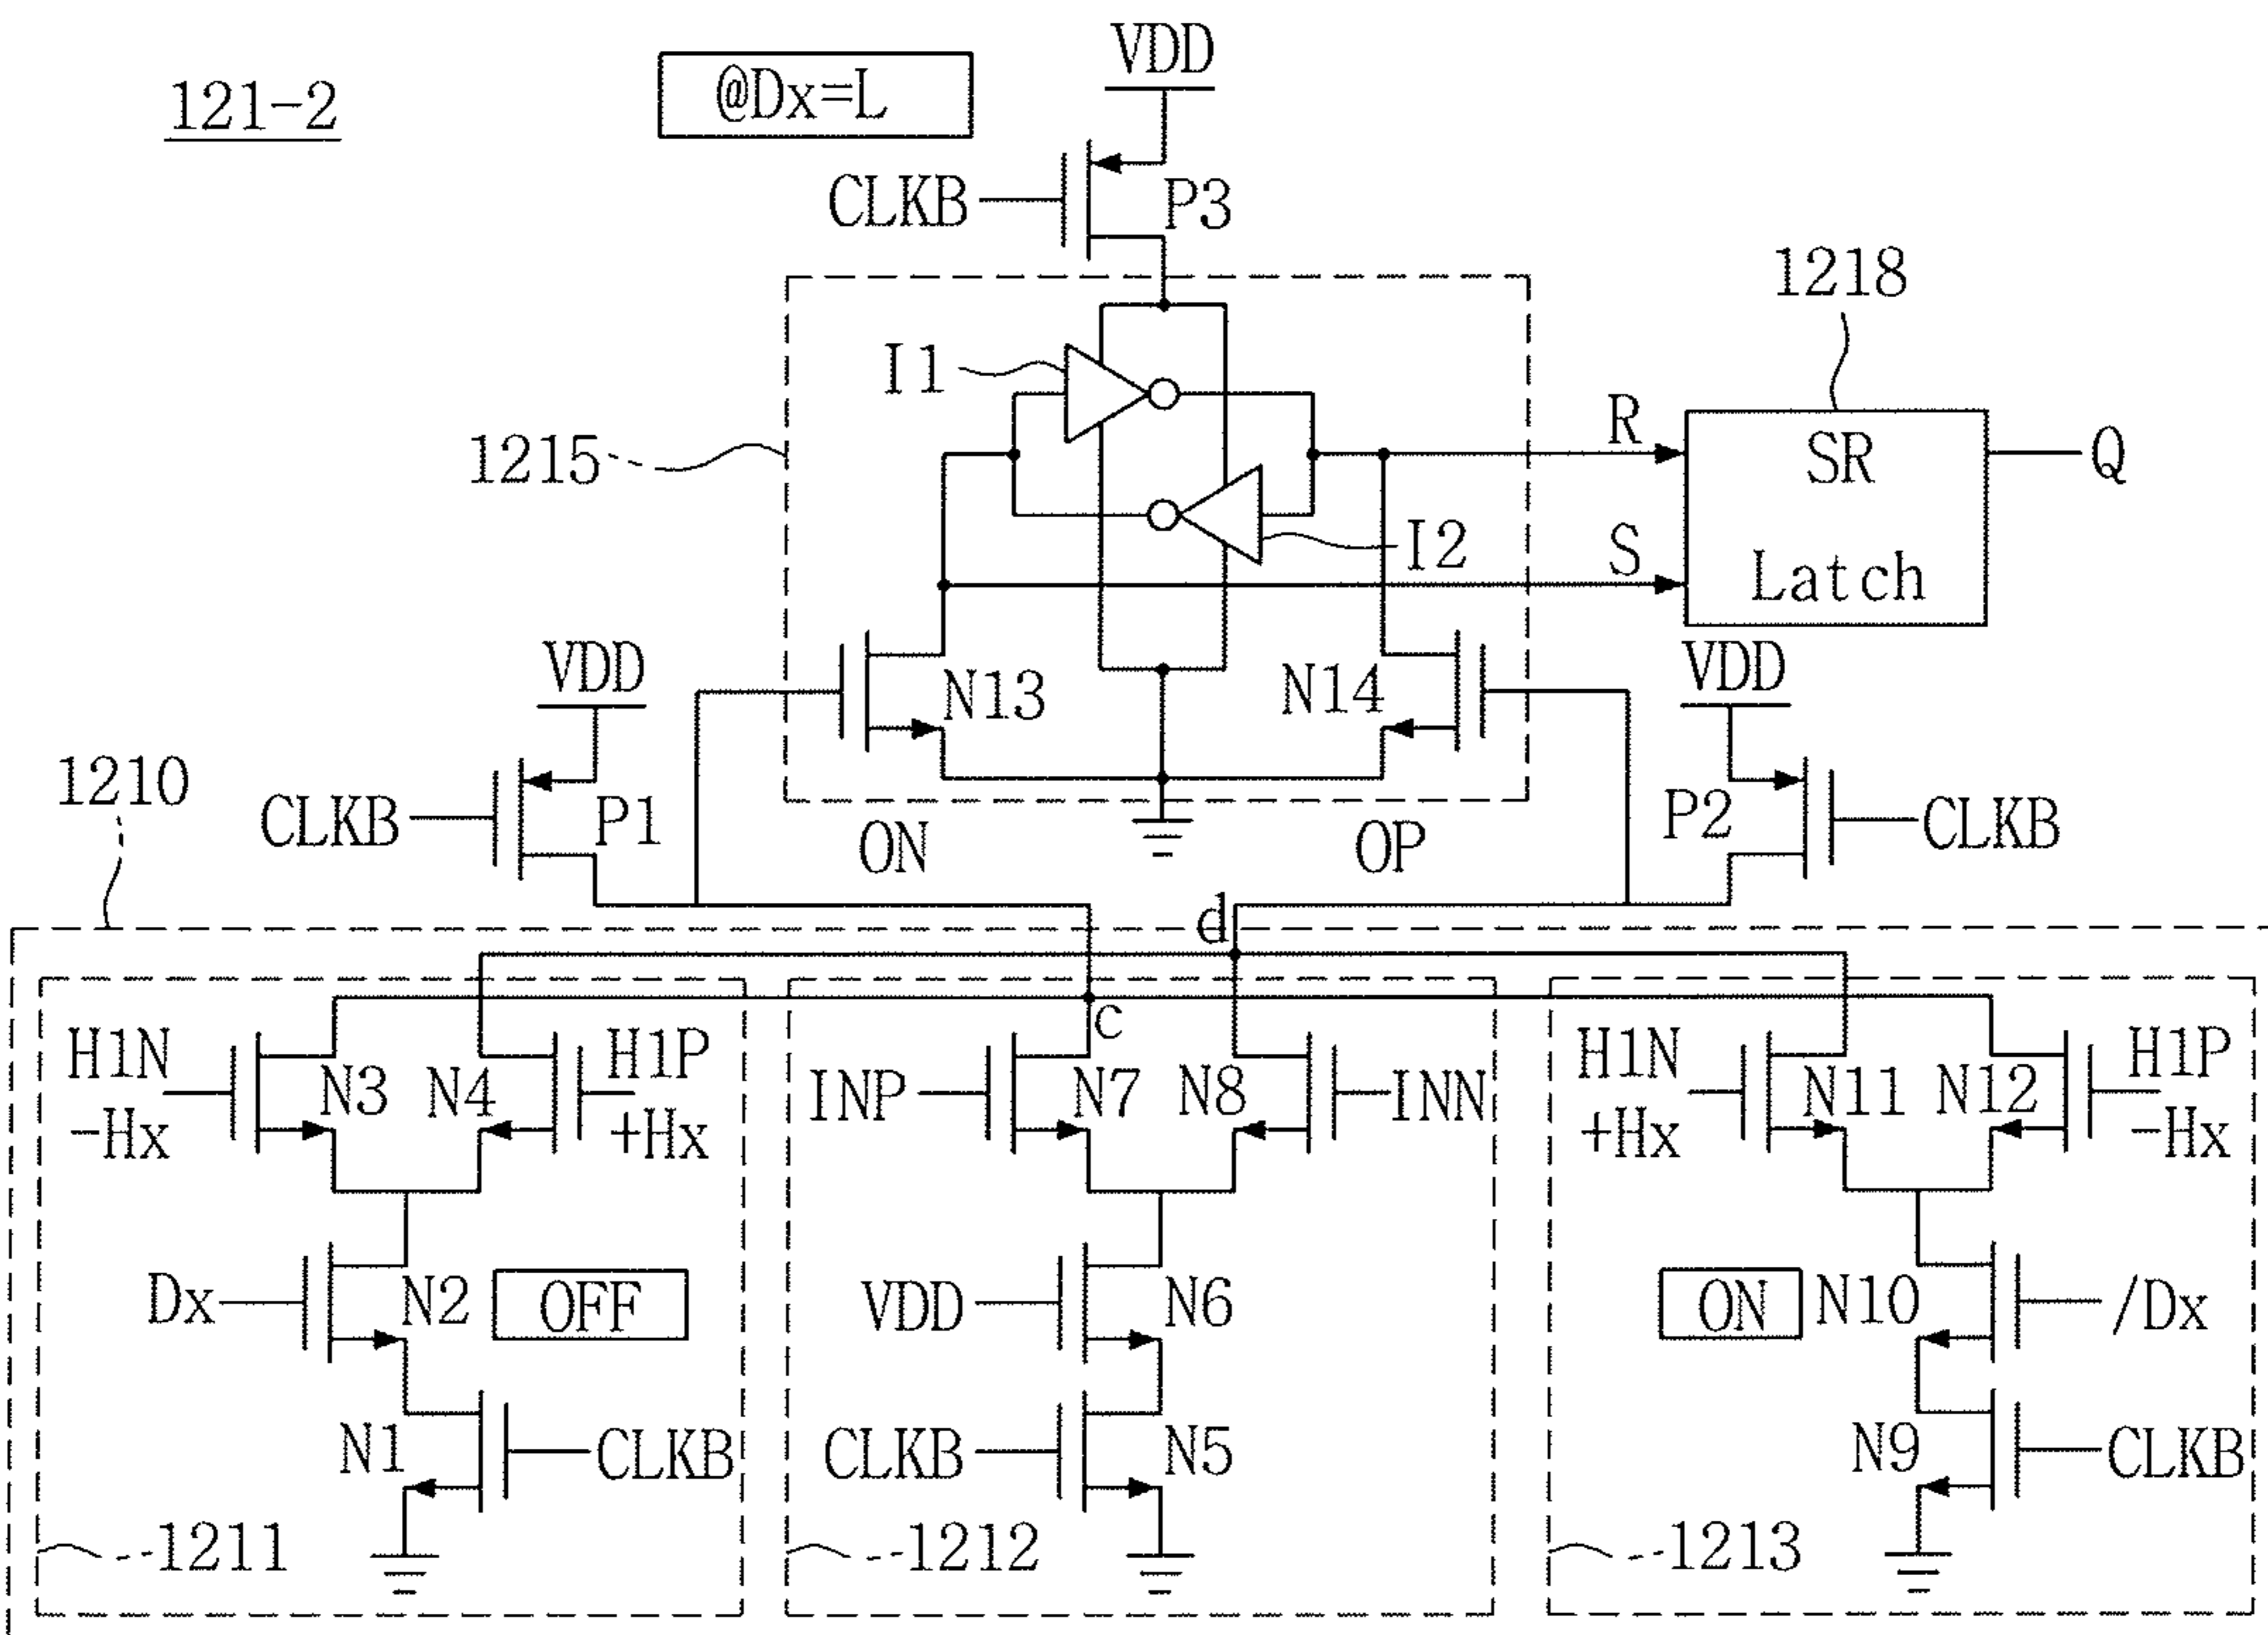 121-2
@Dx=L
VDD
CLKB
P3
1218
I1
1215
R
SR
Latch
Q
S
I2
VDD
N13
N14
VDD
1210
CLKB
P1
ON
OP
P2
CLKB
d
c
H1N
-Hx
N3
N4
H1P
+Hx
INP
N7
N8
INN
H1N
+Hx
N11
N12
H1P
-Hx
Dx
N2
OFF
VDD
N6
ON
N10
/Dx
N1
CLKB
CLKB
N5
N9
CLKB
1211
1212
1213